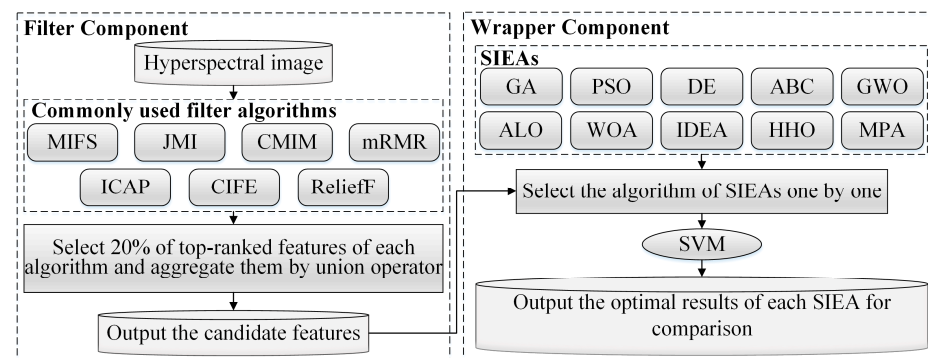 Filter Component
Hyperspectral image
Commonly used filter algorithms
MIFS JMI CMIM mRMR
ICAP CIFE ReliefF
Select 20% of top-ranked features of each
algorithm and aggregate them by union operator
Output the candidate features
Wrapper Component
SIEAs
GA PSO DE ABC GWO
ALO WOA IDEA HHO MPA
Select the algorithm of SIEAs one by one
SVM
Output the optimal results of each SIEA for
comparison